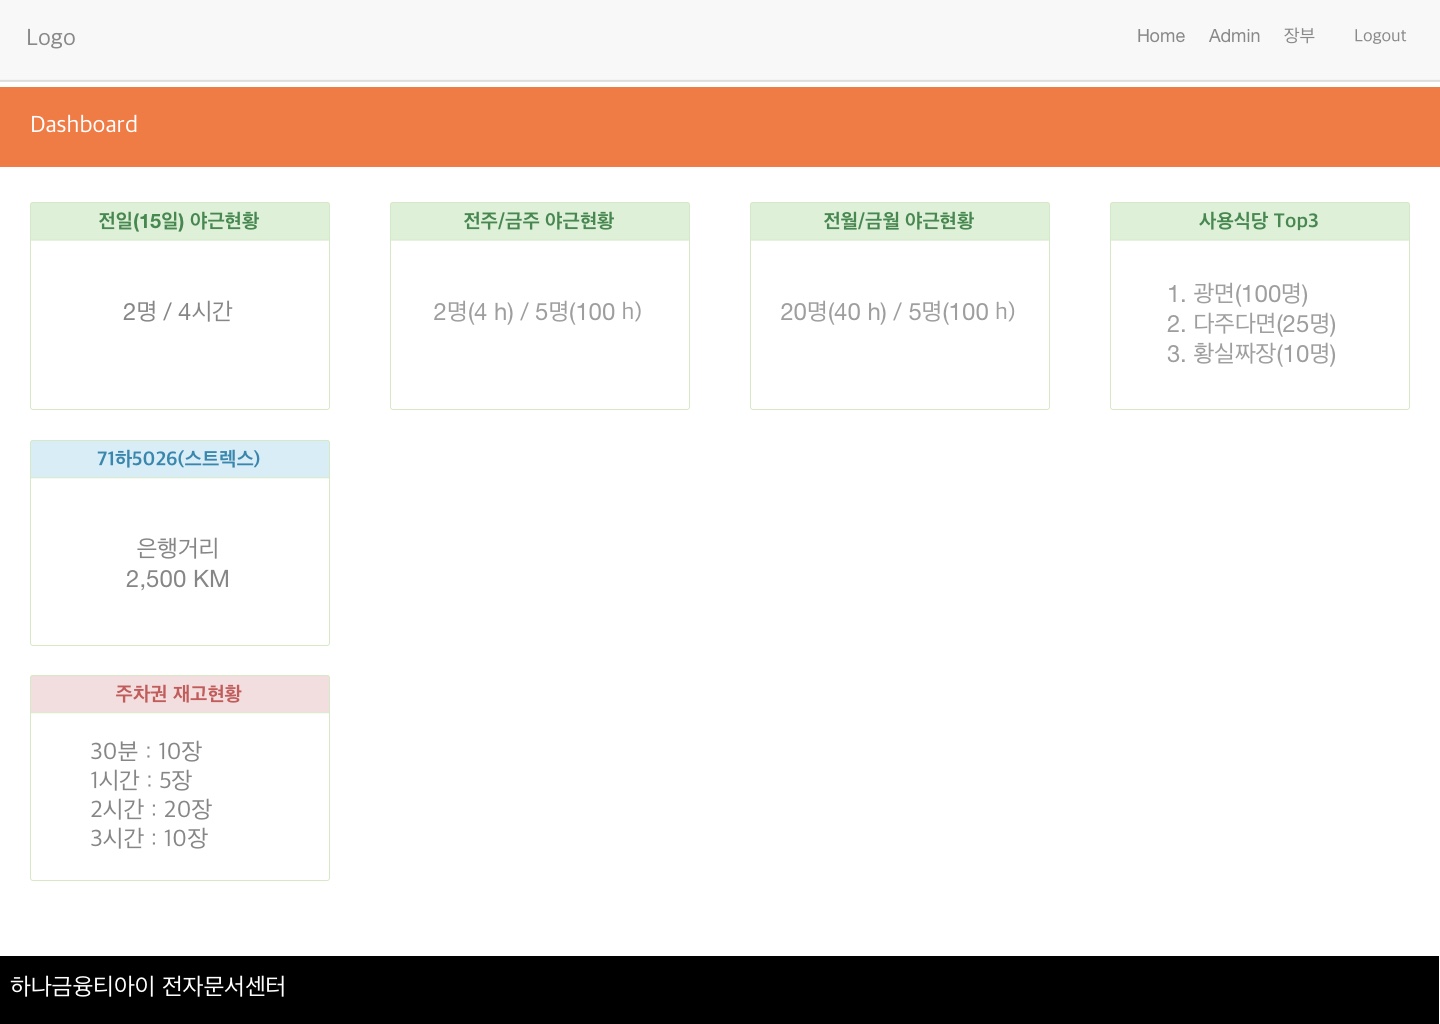 Logo
Home Admin 장부 Logout
Dashboard
전일(15일) 야근현황
2명 / 4시간
전주/금주 야근현황
2명(4 h) / 5명(100 h)
전월/금월 야근현황
20명(40 h) / 5명(100 h)
사용식당 Top3
1. 광면(100명)
2. 다주다면(25명)
3. 황실짜장(10명)
71하5026(스트렉스)
은행거리
2,500 KM
주차권 재고현황
30분 : 10장
1시간 : 5장
2시간 : 20장
3시간 : 10장
하나금융티아이 전자문서센터